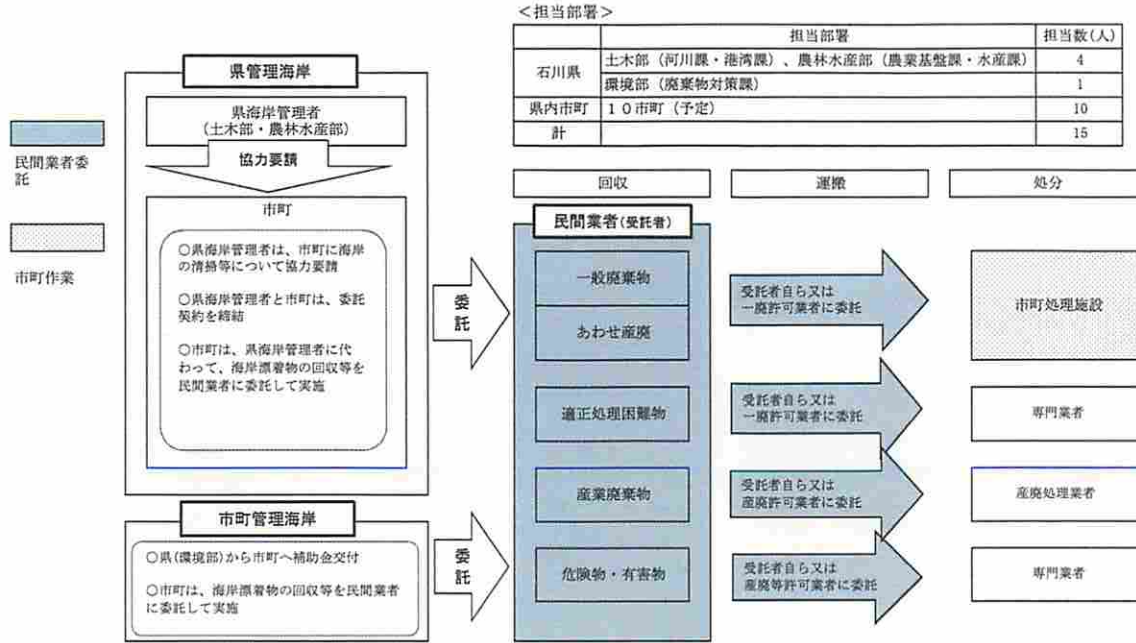 <担当部署>
担当部署
担当数(人)
石川県
土木部(河川課・港湾課)、農林水産部(農業基盤課・水産課)
4
環境部(廃棄物対策課)
1
県内市町
10市町(予定)
10
計
15
民間業者委
託
市町作業
県管理海岸
県海岸管理者
(土木部・農林水産部)
協力要請
市町
○県海岸管理者は、市町に海岸
の清掃等について協力要請
○県海岸管理者と市町は、委託
契約を締結
○市町は、県海岸管理者に代
わって、海岸漂着物の回収等を
民間業者に委託して実施
委託
市町管理海岸
○県(環境部)から市町へ補助金交付
○市町は、海岸漂着物の回収等を民間業者
に委託して実施
委託
回収
運搬
処分
民間業者(受託者)
一般廃棄物
あわせ産廃
受託者自ら又は
一廃許可業者に委託
市町処理施設
適正処理困難物
受託者自ら又は
一廃許可業者に委託
専門業者
産業廃棄物
受託者自ら又は
産廃許可業者に委託
産廃処理業者
危険物・有害物
受託者自ら又は
産廃等許可業者に委託
専門業者